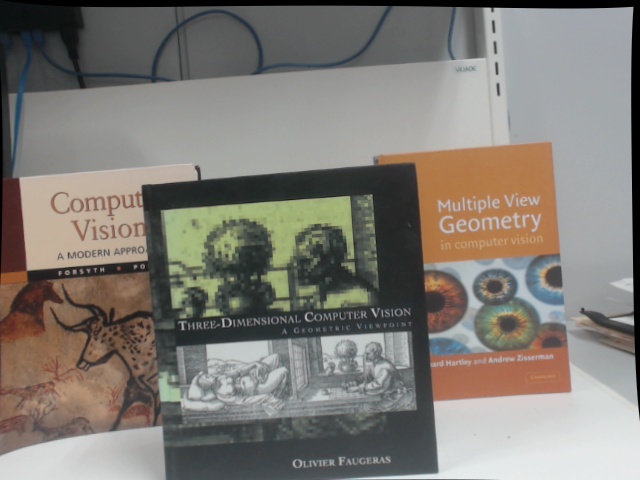 Comput
Vision
A MODERN APPRO
FORSYTH
THREE-DIMENSIONAL COMPUTER VISION
A GEOMETRIC VIEWPOINT
OLIVIER FAUGERAS
Multiple View
Geometry
in computer vision
ard Hartley and Andrew Zisserman